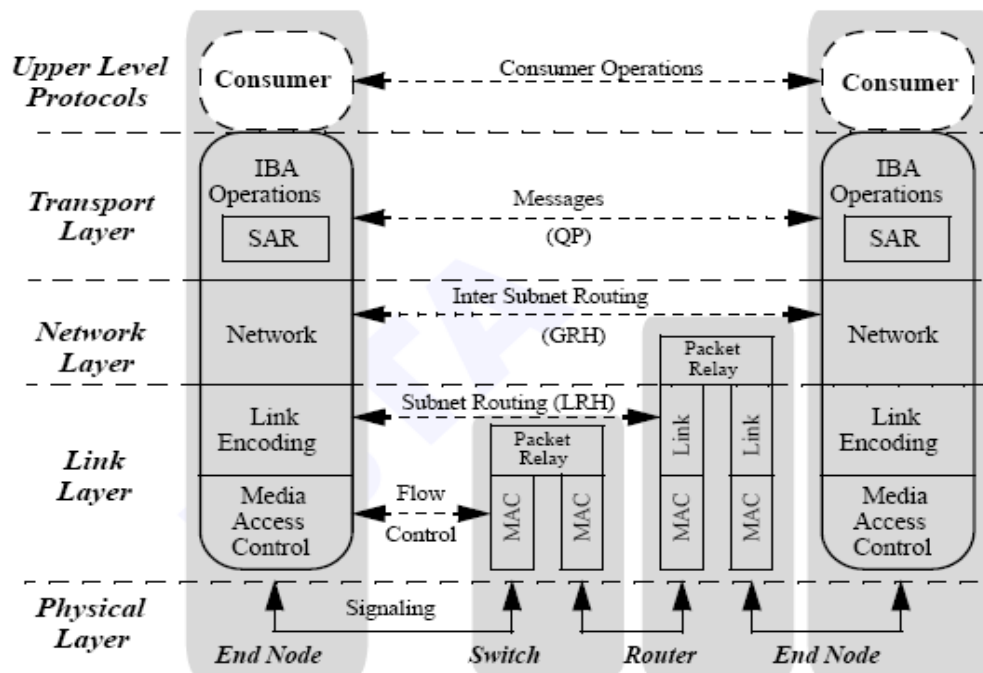 Upper Level
Protocols
Consumer
Consumer Operations
Consumer
Transport
Layer
IBA
Operations
SAR
Messages
(QP)
IBA
Operations
SAR
Network
Layer
Network
Inter Subnet Routing
(GRH)
Packet
Relay
Network
Link
Layer
Link
Encoding
Subnet Routing (LRH)
Packet
Relay
Link
Link
Link
Encoding
Media
Access
Control
Flow
Control
MAC
MAC
MAC
MAC
Media
Access
Control
Physical
Layer
Signaling
End Node
Switch
Router
End Node